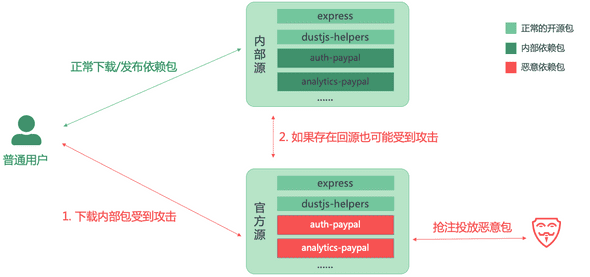 express
dustjs-helpers
auth-paypal
analytics-paypal
......
内部源
正常的开源包
内部依赖包
恶意依赖包
正常下载/发布依赖包
普通用户
2. 如果存在回源也可能受到攻击
1. 下载内部包受到攻击
express
dustjs-helpers
auth-paypal
analytics-paypal
......
官方源
抢注投放恶意包